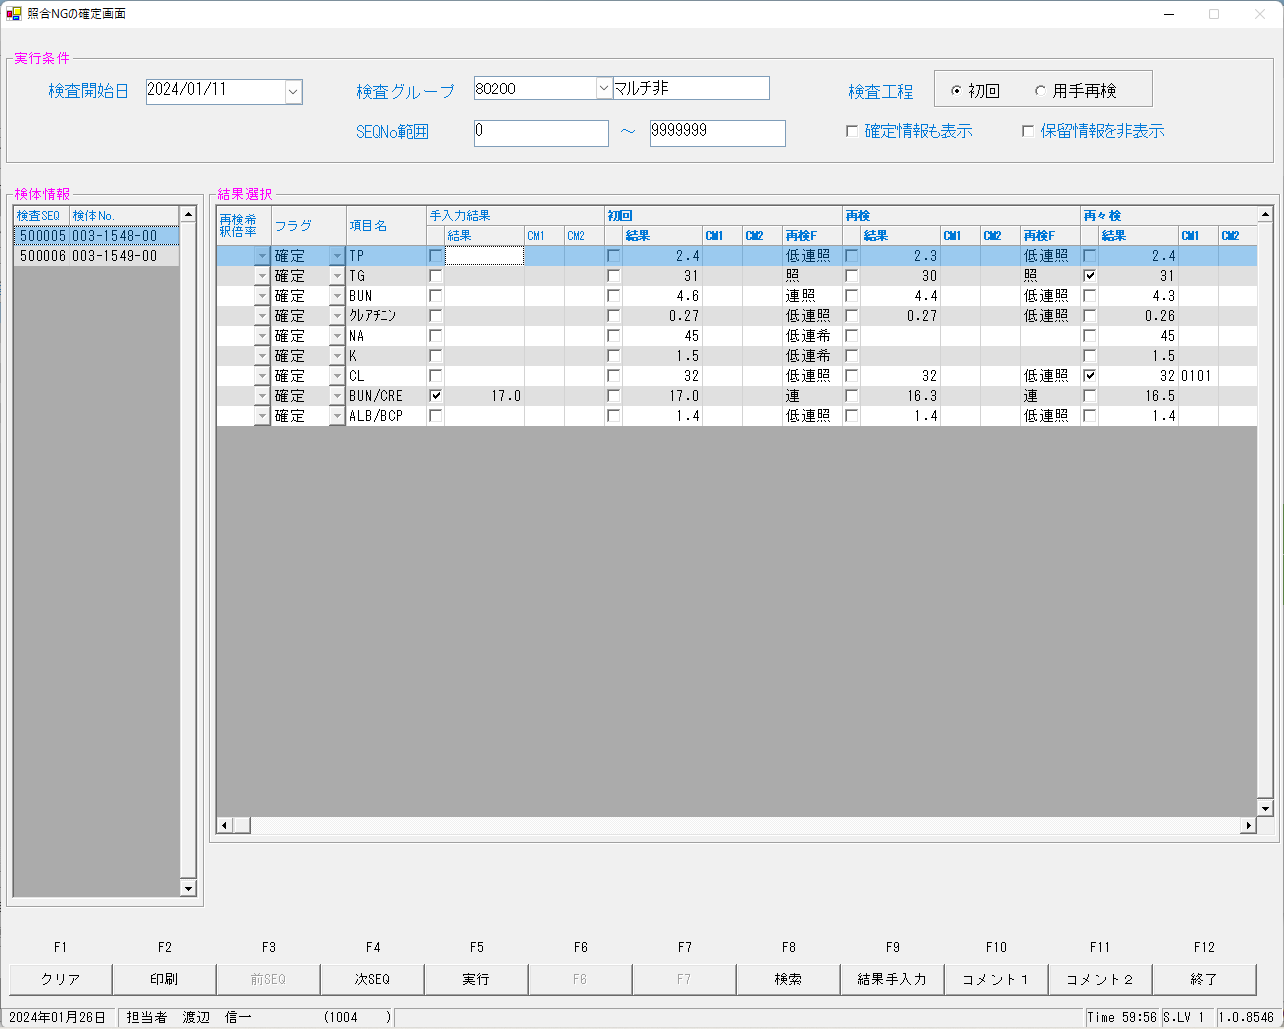 照合NGの確定画面
実行条件
検査開始日 2024/01/11 検査グループ 80200 マルチ非 検査工程 初回 用手再検
SEQNo範囲 0 ～ 9999999 確定情報も表示 保留情報を非表示
検体情報
検査SEQ 検体No.
500005 003-1548-00
500006 003-1549-00
結果選択
再検希釈倍率 フラグ 項目名 手入力結果 初回 再検 再々検
結果 CM1 CM2 結果 CM1 CM2 再検F 結果 CM1 CM2 再検F 結果 CM1 CM2
確定 TP 2.4 低連照 2.3 低連照 2.4
確定 TG 31 照 30 照 31
確定 BUN 4.6 連照 4.4 低連照 4.3
確定 ｸﾚｱﾁﾆﾝ 0.27 低連照 0.27 低連照 0.26
確定 NA 45 低連希 45
確定 K 1.5 低連希 1.5
確定 CL 32 低連照 32 低連照 32 0101
確定 BUN/CRE 17.0 17.0 連 16.3 連 16.5
確定 ALB/BCP 1.4 低連照 1.4 低連照 1.4
F1 F2 F3 F4 F5 F6 F7 F8 F9 F10 F11 F12
クリア 印刷 前SEQ 次SEQ 実行 F6 F7 検索 結果手入力 コメント１ コメント２ 終了
2024年01月26日 担当者 渡辺 信一 (1004 ) Time 59:56 S.LV 1 1.0.8546